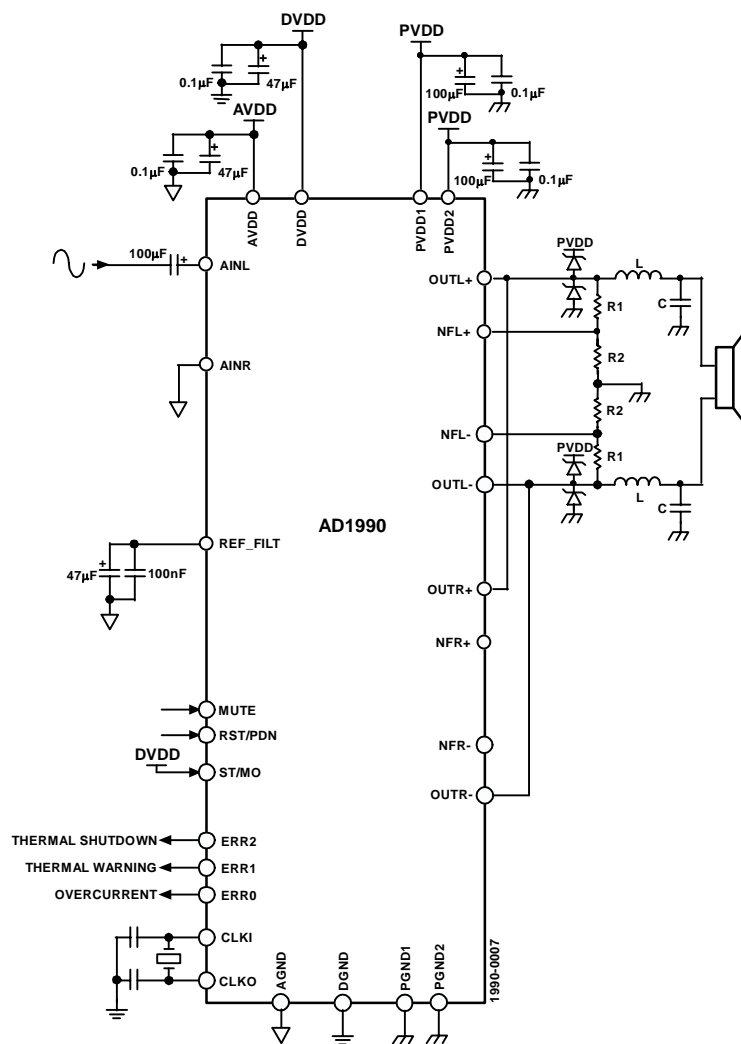 DVDD
PVDD
0.1µF
47µF
100µF
0.1µF
AVDD
PVDD
0.1µF
47µF
100µF
0.1µF
AVDD
DVDD
PVDD1
PVDD2
100µF
AINL
PVDD
OUTL+
L
R1
C
NFL+
AINR
R2
R2
NFL-
PVDD
R1
OUTL-
L
C
AD1990
REF_FILT
47µF
100nF
OUTR+
NFR+
MUTE
RST/PDN
DVDD
ST/MO
NFR-
OUTR-
THERMAL SHUTDOWN
ERR2
THERMAL WARNING
ERR1
OVERCURRENT
ERR0
CLKI
CLKO
AGND
DGND
PGND1
PGND2
1990-0007